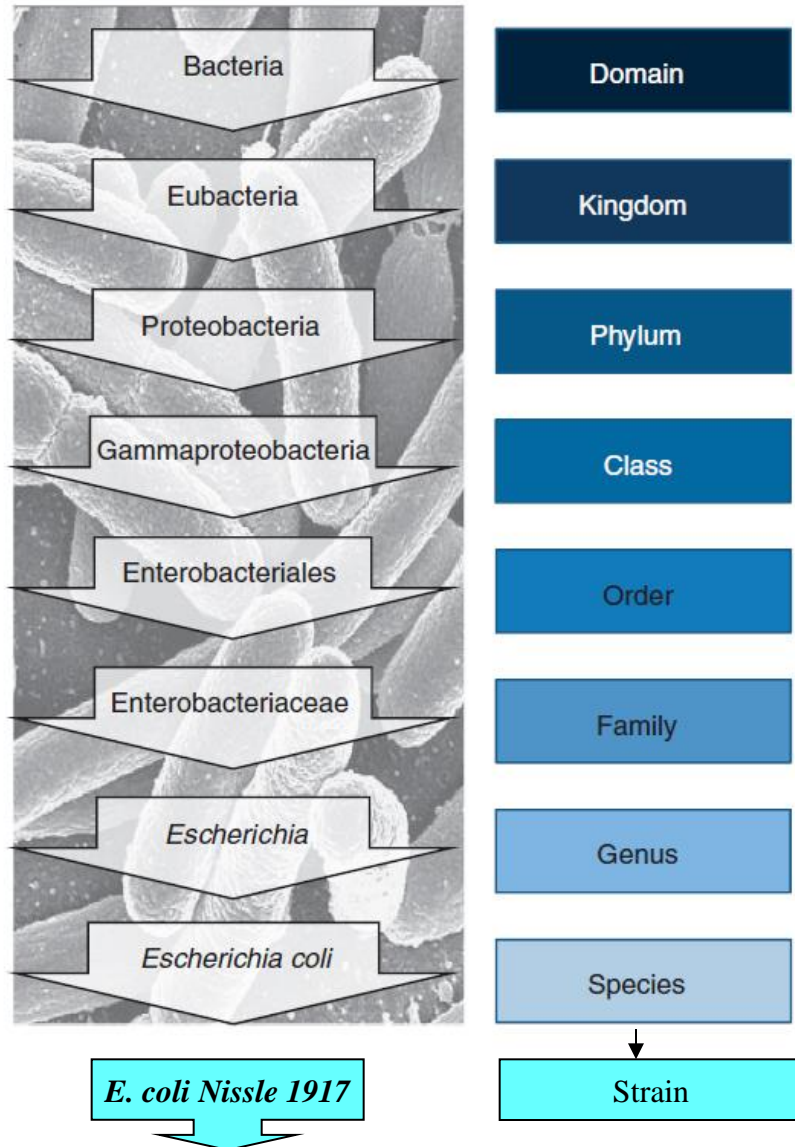 Bacteria
Domain
Eubacteria
Kingdom
Proteobacteria
Phylum
Gammaproteobacteria
Class
Enterobacteriales
Order
Enterobacteriaceae
Family
Escherichia
Genus
Escherichia coli
Species
E. coli Nissle 1917
Strain